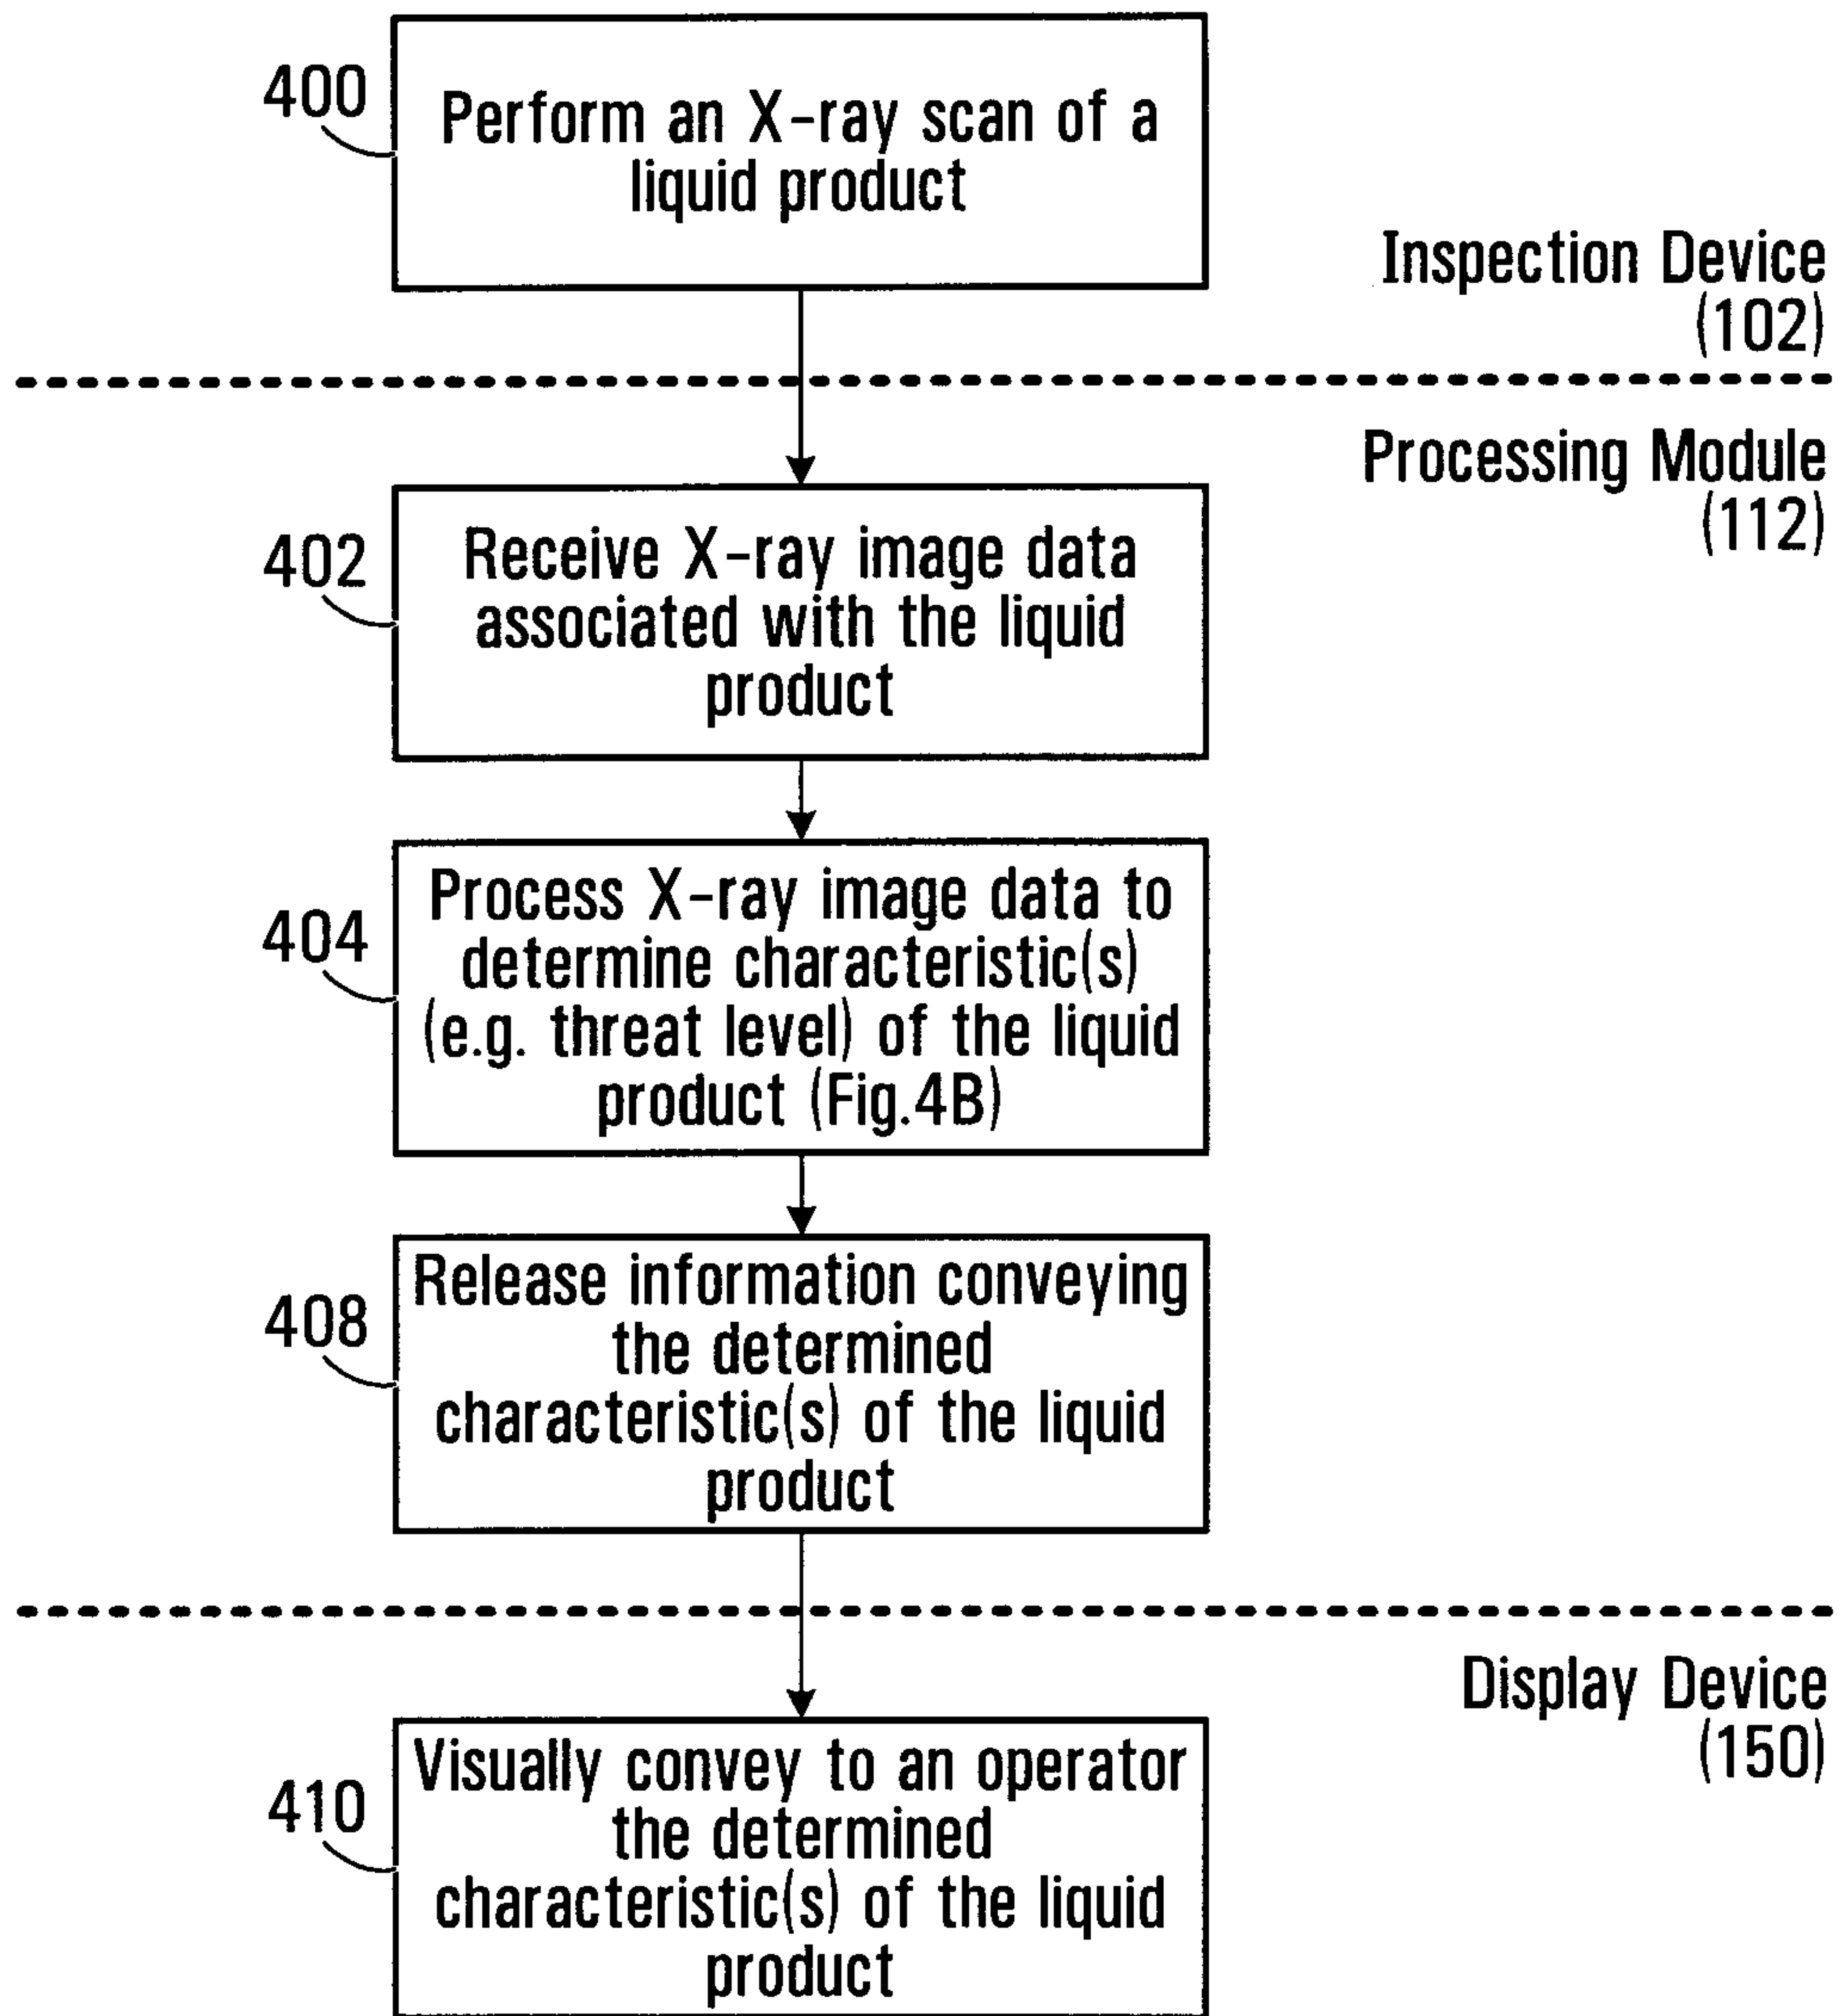 400
Perform an X-ray scan of a
liquid product
Inspection Device
(102)
Processing Module
(112)
402
Receive X-ray image data
associated with the liquid
product
404
Process X-ray image data to
determine characteristic(s)
(e.g. threat level) of the liquid
product (Fig.4B)
408
Release information conveying
the determined
characteristic(s) of the liquid
product
Display Device
(150)
410
Visually convey to an operator
the determined
characteristic(s) of the liquid
product